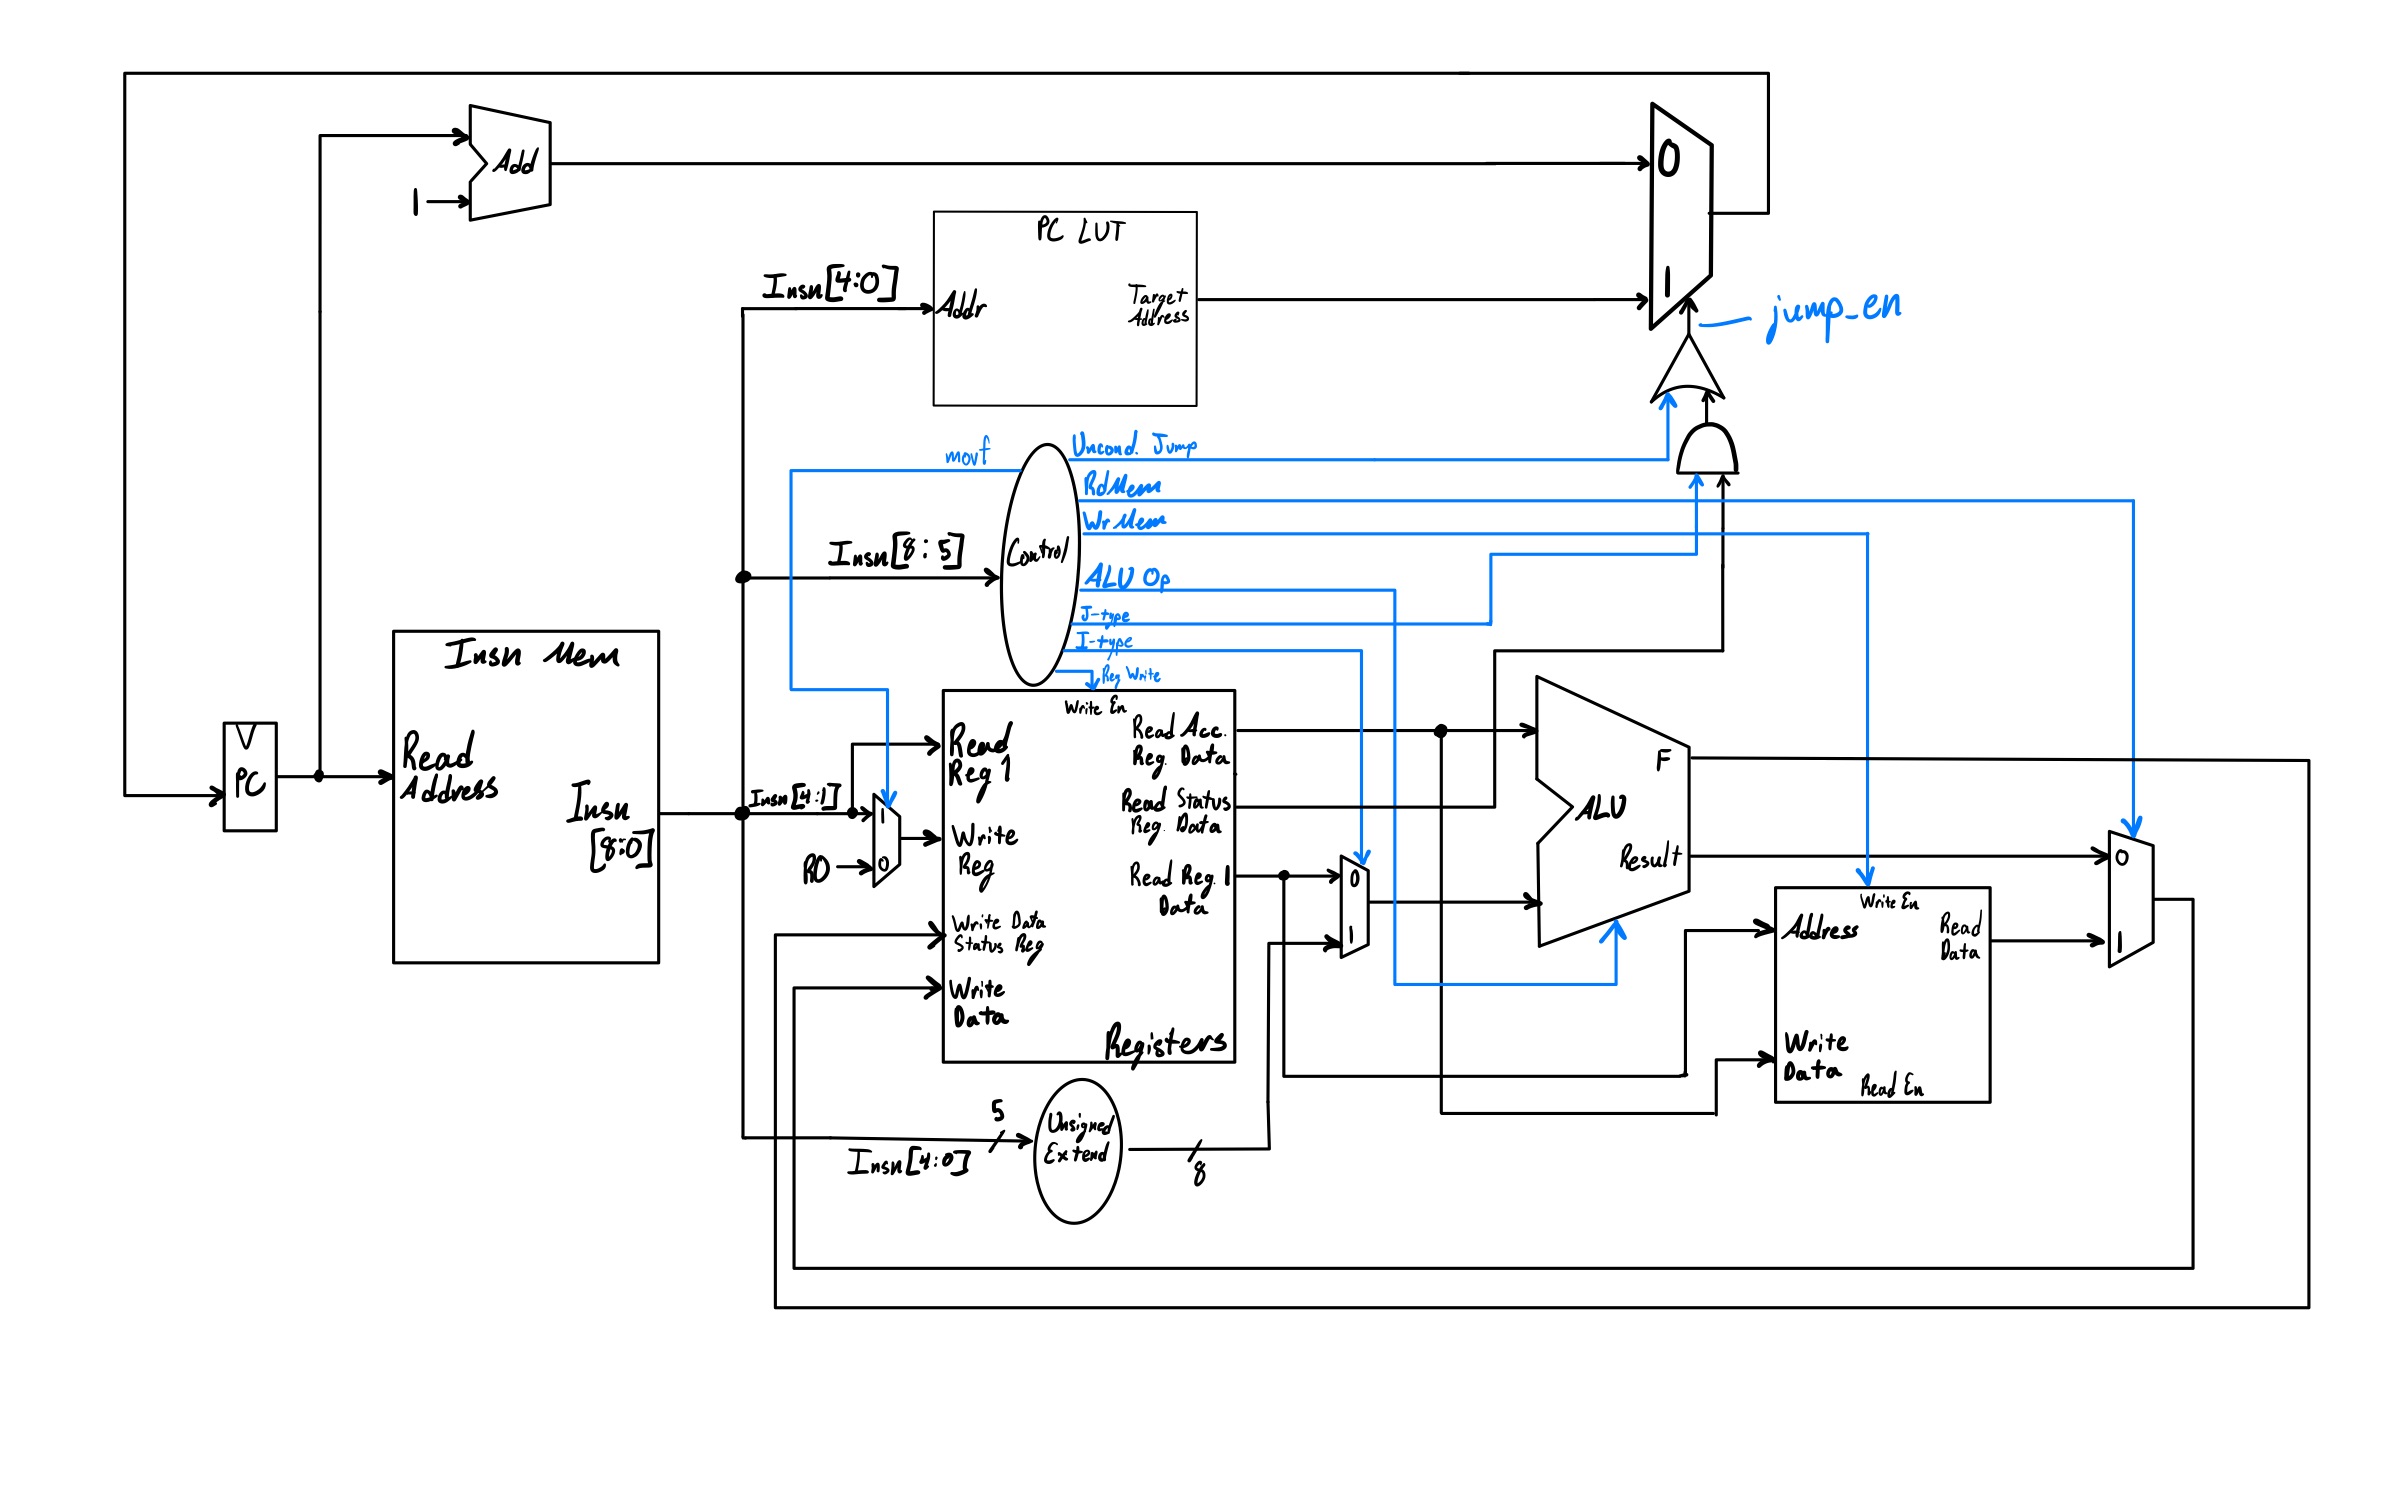 Add
1
0
1
PC LUT
Insn[4:0]
Addr
Target
Address
jump_en
movf
Uncond. Jump
RdMem
WrMem
Insn[8:5]
Control
ALU Op
J-type
I-type
Reg Write
Insn Mem
Read
Address
Insn
[8:0]
PC
Insn[4:1]
1
0
R0
Write En
Read
Reg 1
Write
Reg
Write Data
Status Reg
Write
Data
Read Acc.
Reg. Data
Read Status
Reg. Data
Read Reg. 1
Data
Registers
0
1
F
ALU
Result
Write En
Address
Read
Data
Write
Data
Read En
0
1
5
Insn[4:0]
Unsigned
Extend
8